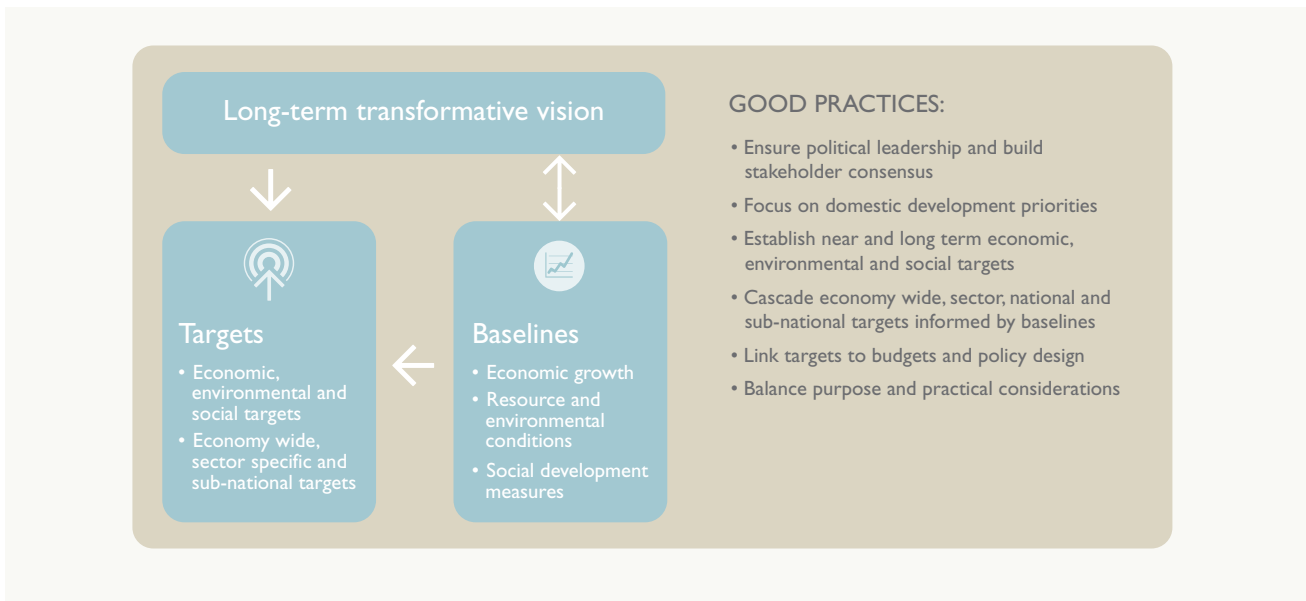 Long-term transformative vision
Targets
• Economic,
environmental and
social targets
• Economy wide,
sector specific and
sub-national targets
Baselines
• Economic growth
• Resource and
environmental
conditions
• Social development
measures
GOOD PRACTICES:
• Ensure political leadership and build
stakeholder consensus
• Focus on domestic development priorities
• Establish near and long term economic,
environmental and social targets
• Cascade economy wide, sector, national and
sub-national targets informed by baselines
• Link targets to budgets and policy design
• Balance purpose and practical considerations